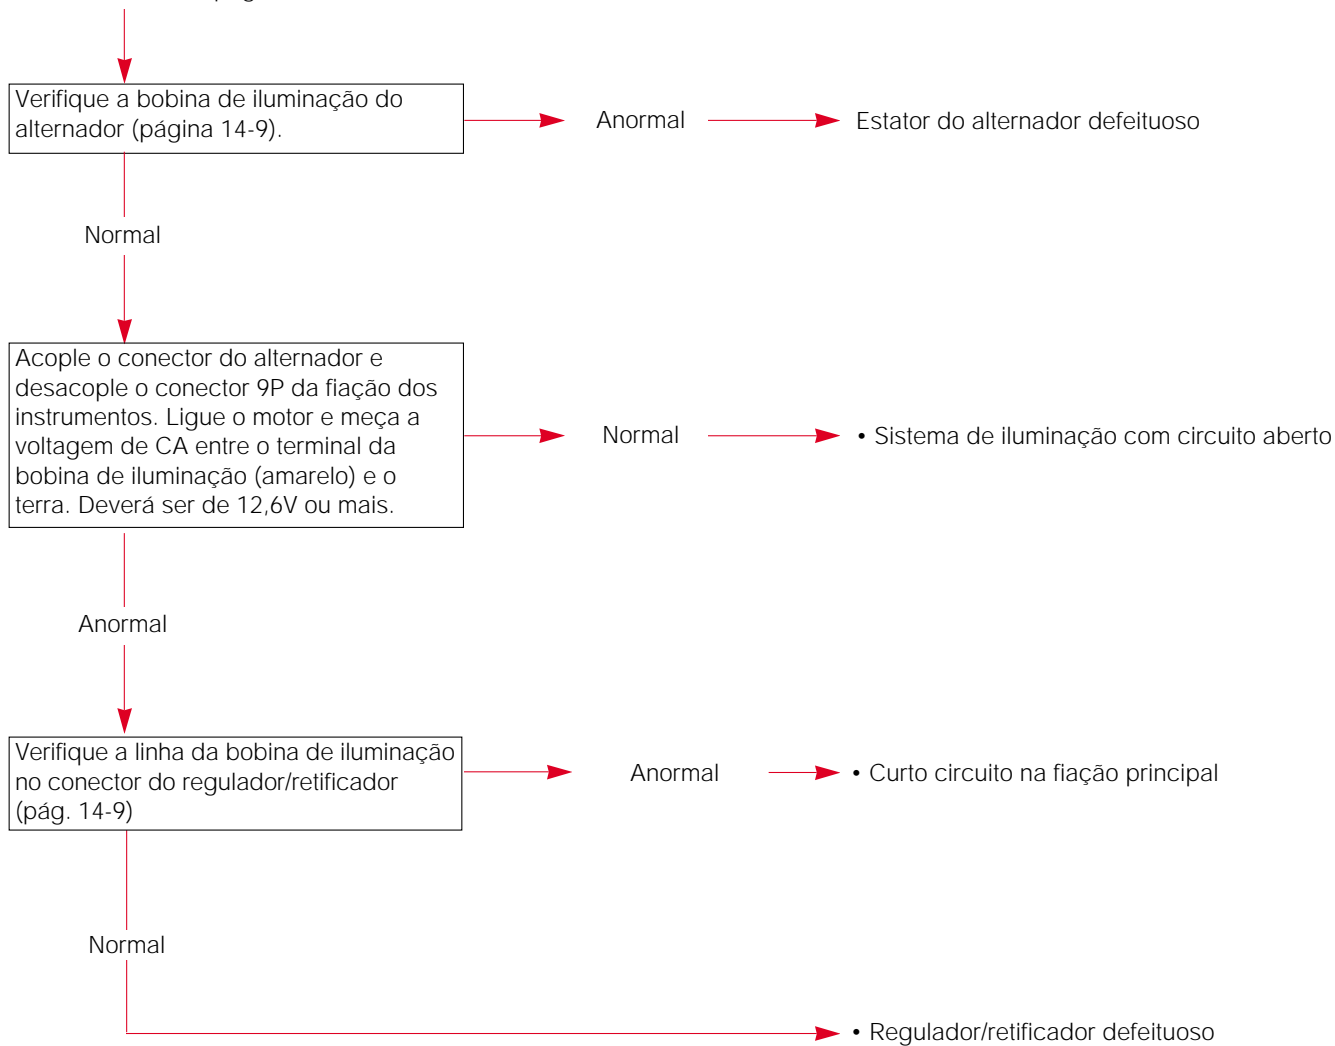 Verifique a bobina de iluminação do
alternador (página 14-9).
Anormal
Estator do alternador defeituoso
Normal
Acople o conector do alternador e
desacople o conector 9P da fiação dos
instrumentos. Ligue o motor e meça a
voltagem de CA entre o terminal da
bobina de iluminação (amarelo) e o
terra. Deverá ser de 12,6V ou mais.
Normal
• Sistema de iluminação com circuito aberto
Anormal
Verifique a linha da bobina de iluminação
no conector do regulador/retificador
(pág. 14-9)
Anormal
• Curto circuito na fiação principal
Normal
• Regulador/retificador defeituoso